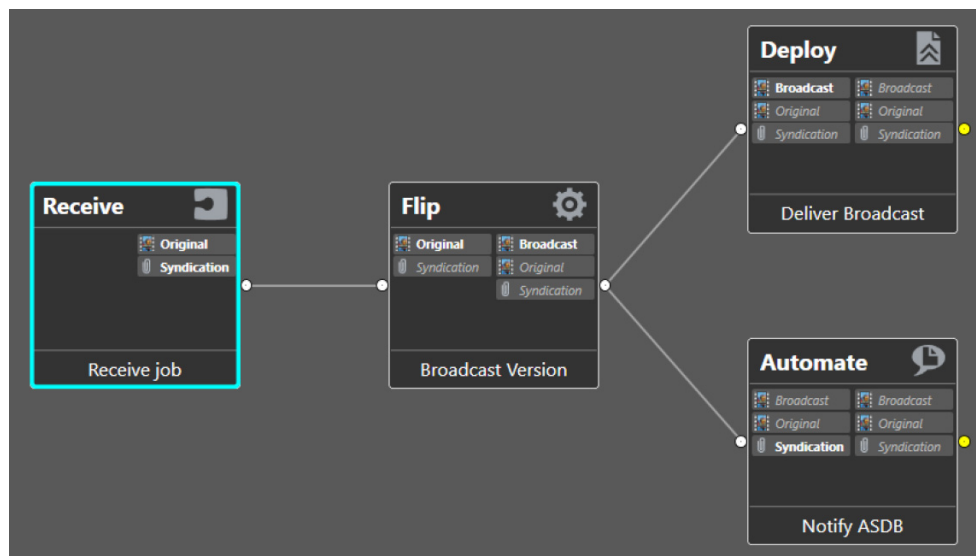 Receive
Original
Syndication
Receive job
Flip
Original
Broadcast
Syndication
Original
Syndication
Broadcast Version
Deploy
Broadcast
Broadcast
Original
Original
Syndication
Syndication
Deliver Broadcast
Automate
Broadcast
Broadcast
Original
Original
Syndication
Syndication
Notify ASDB